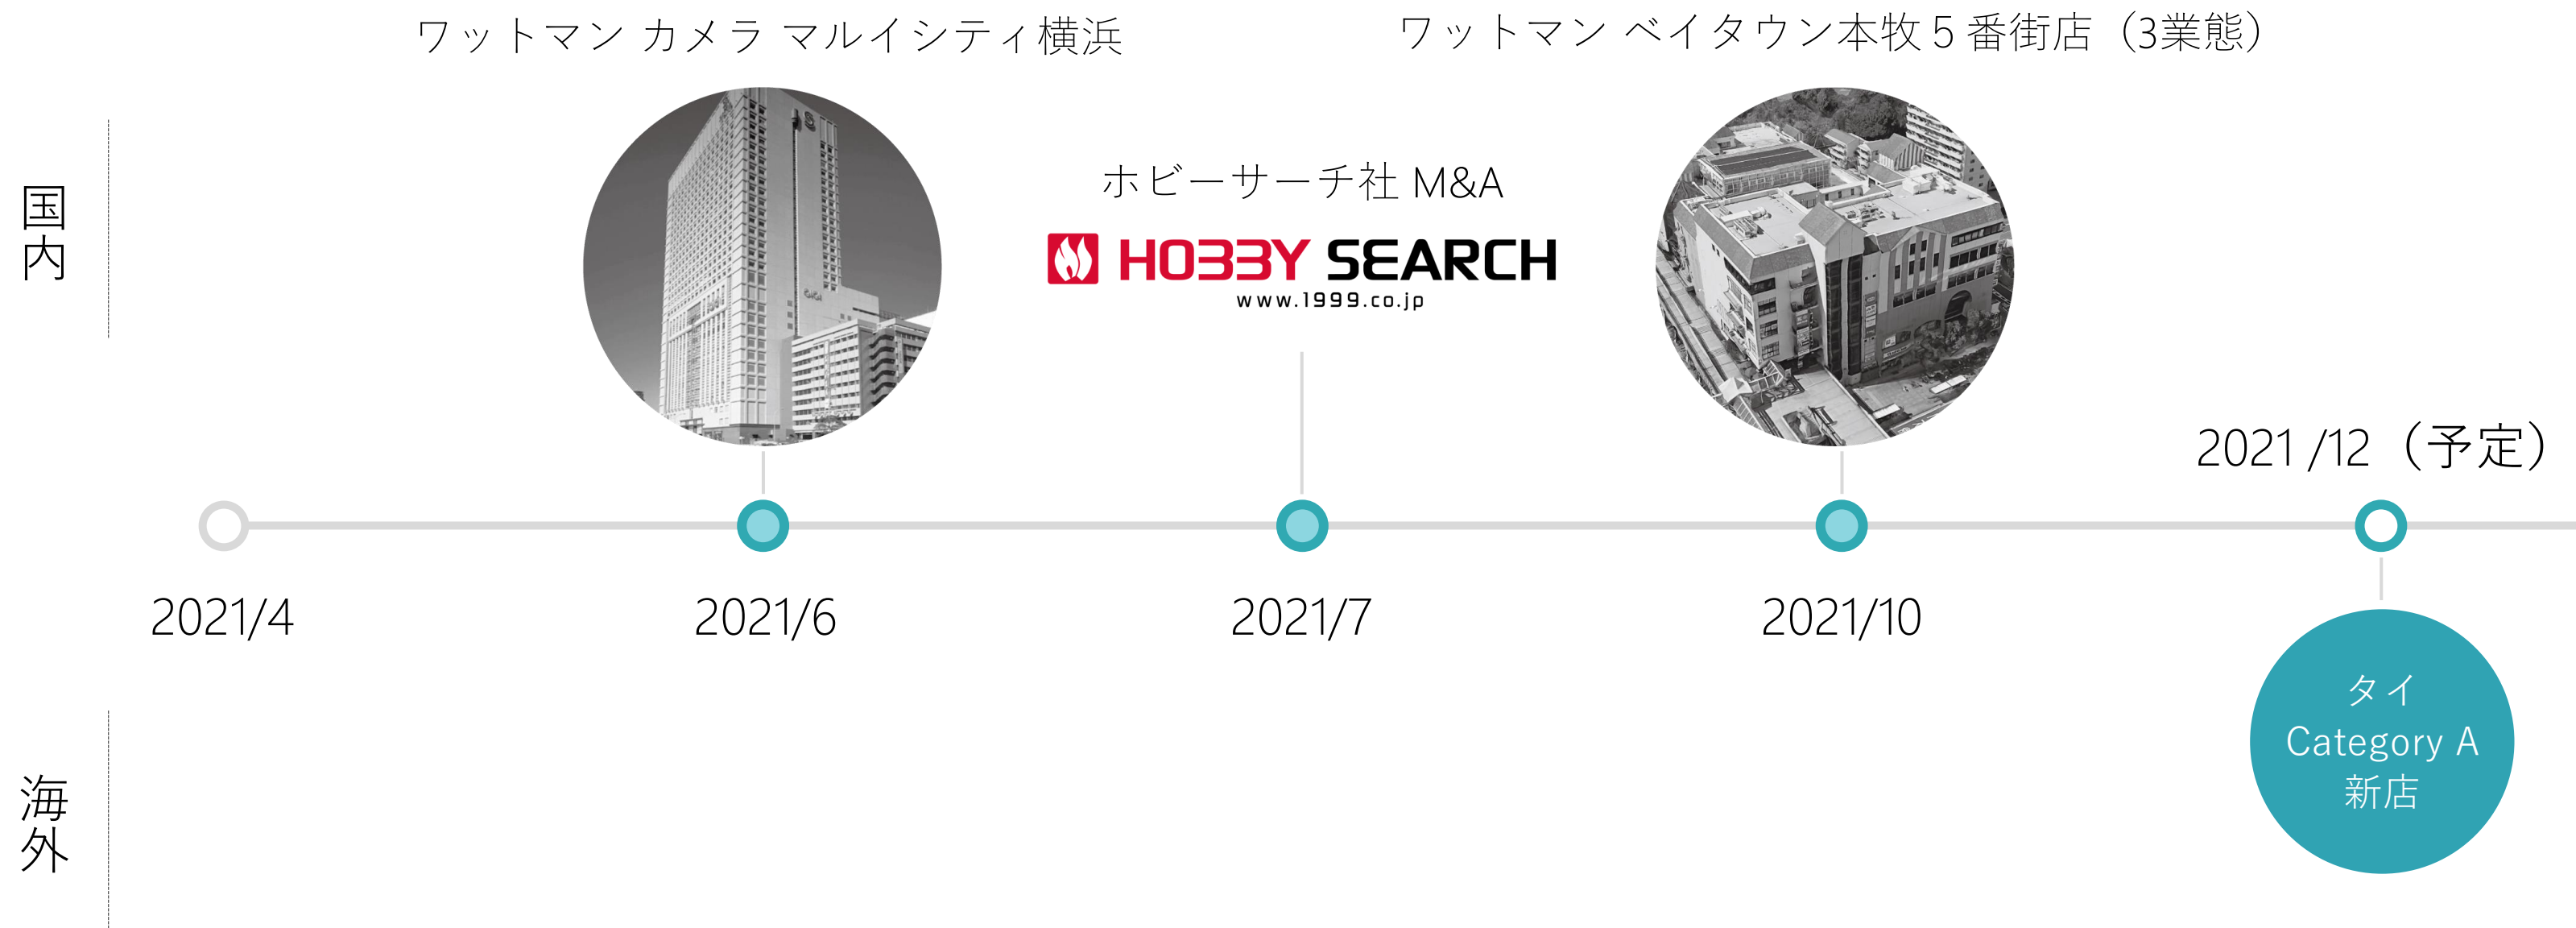 ワットマン カメラ マルイシティ横浜
ワットマン ベイタウン本牧5番街店（3業態）
国内
ホビーサーチ社 M&A
HOBBY SEARCH
www.1999.co.jp
2021/12（予定）
2021/4
2021/6
2021/7
2021/10
海外
タイ
Category A
新店